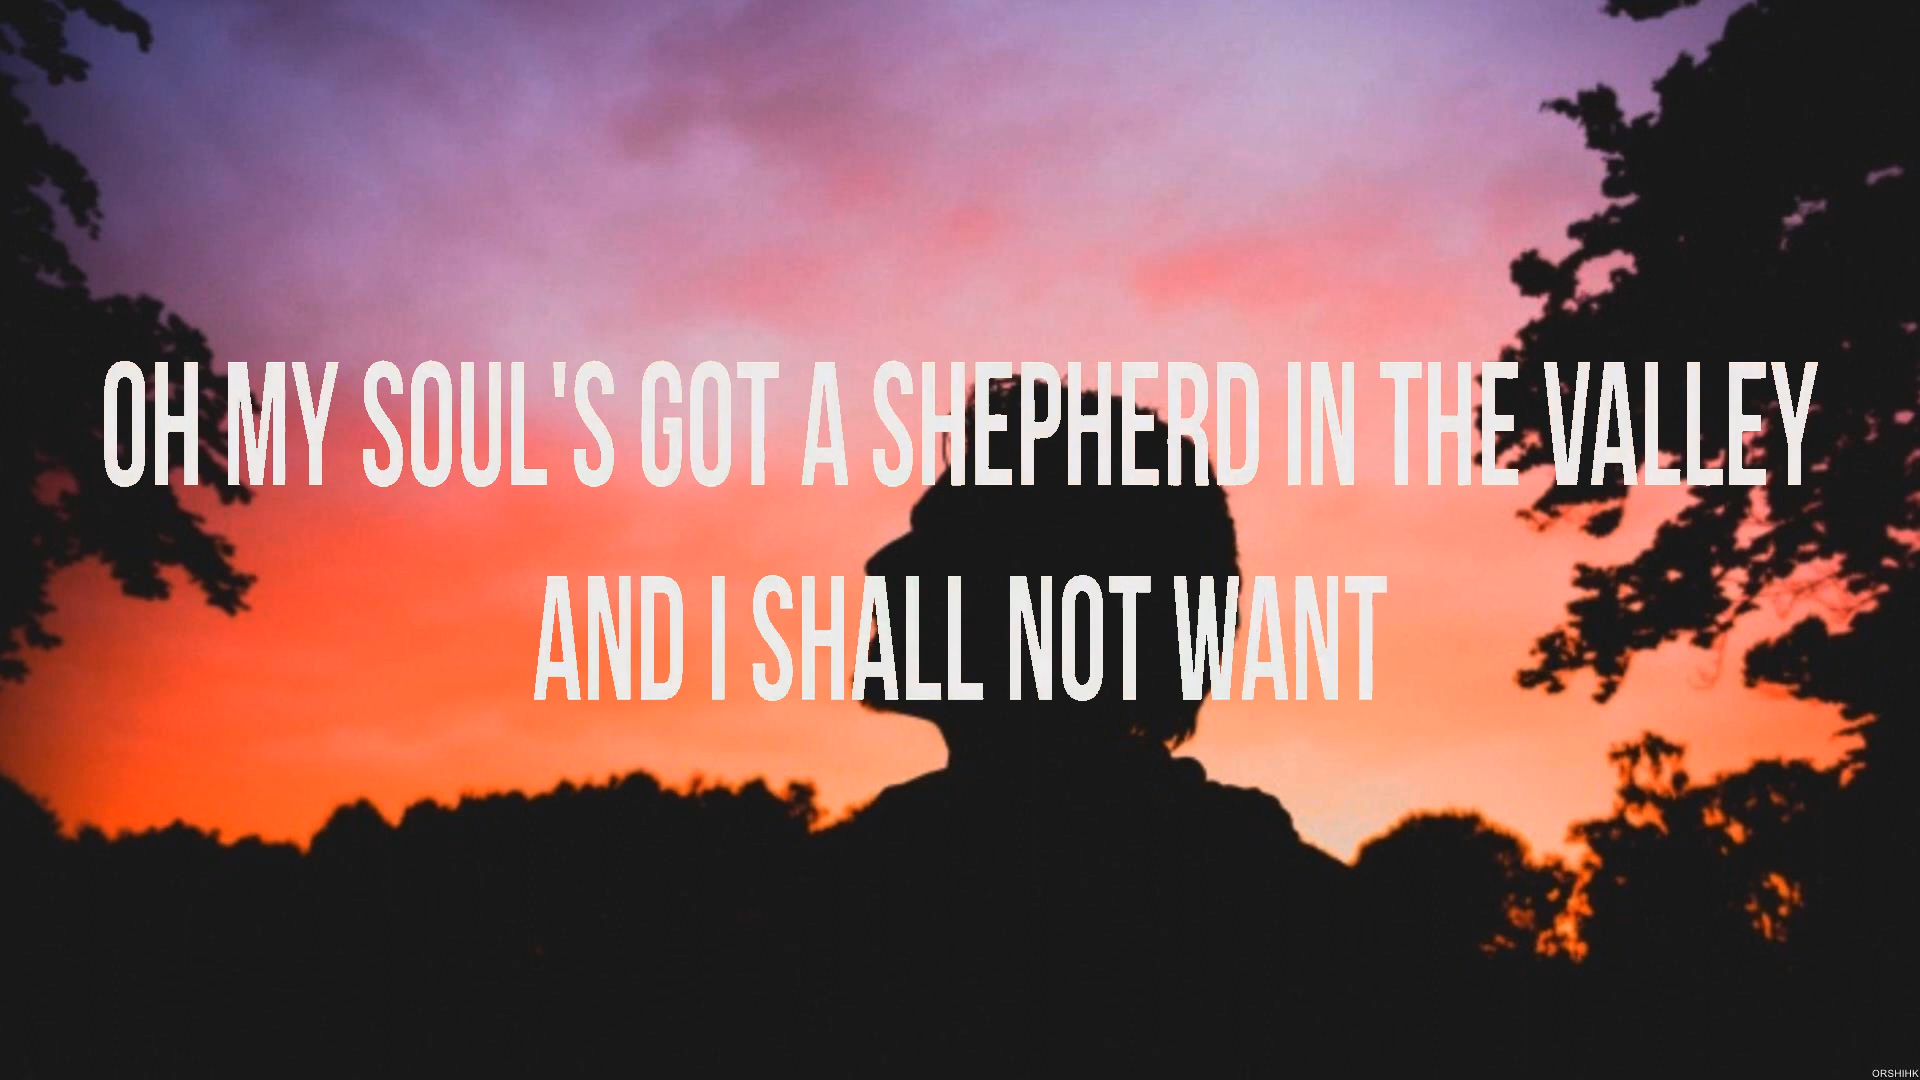 OH MY SOUL'S GOT A SHEPHERD IN THE VALLEY
AND I SHALL NOT WANT
ORSHIHK